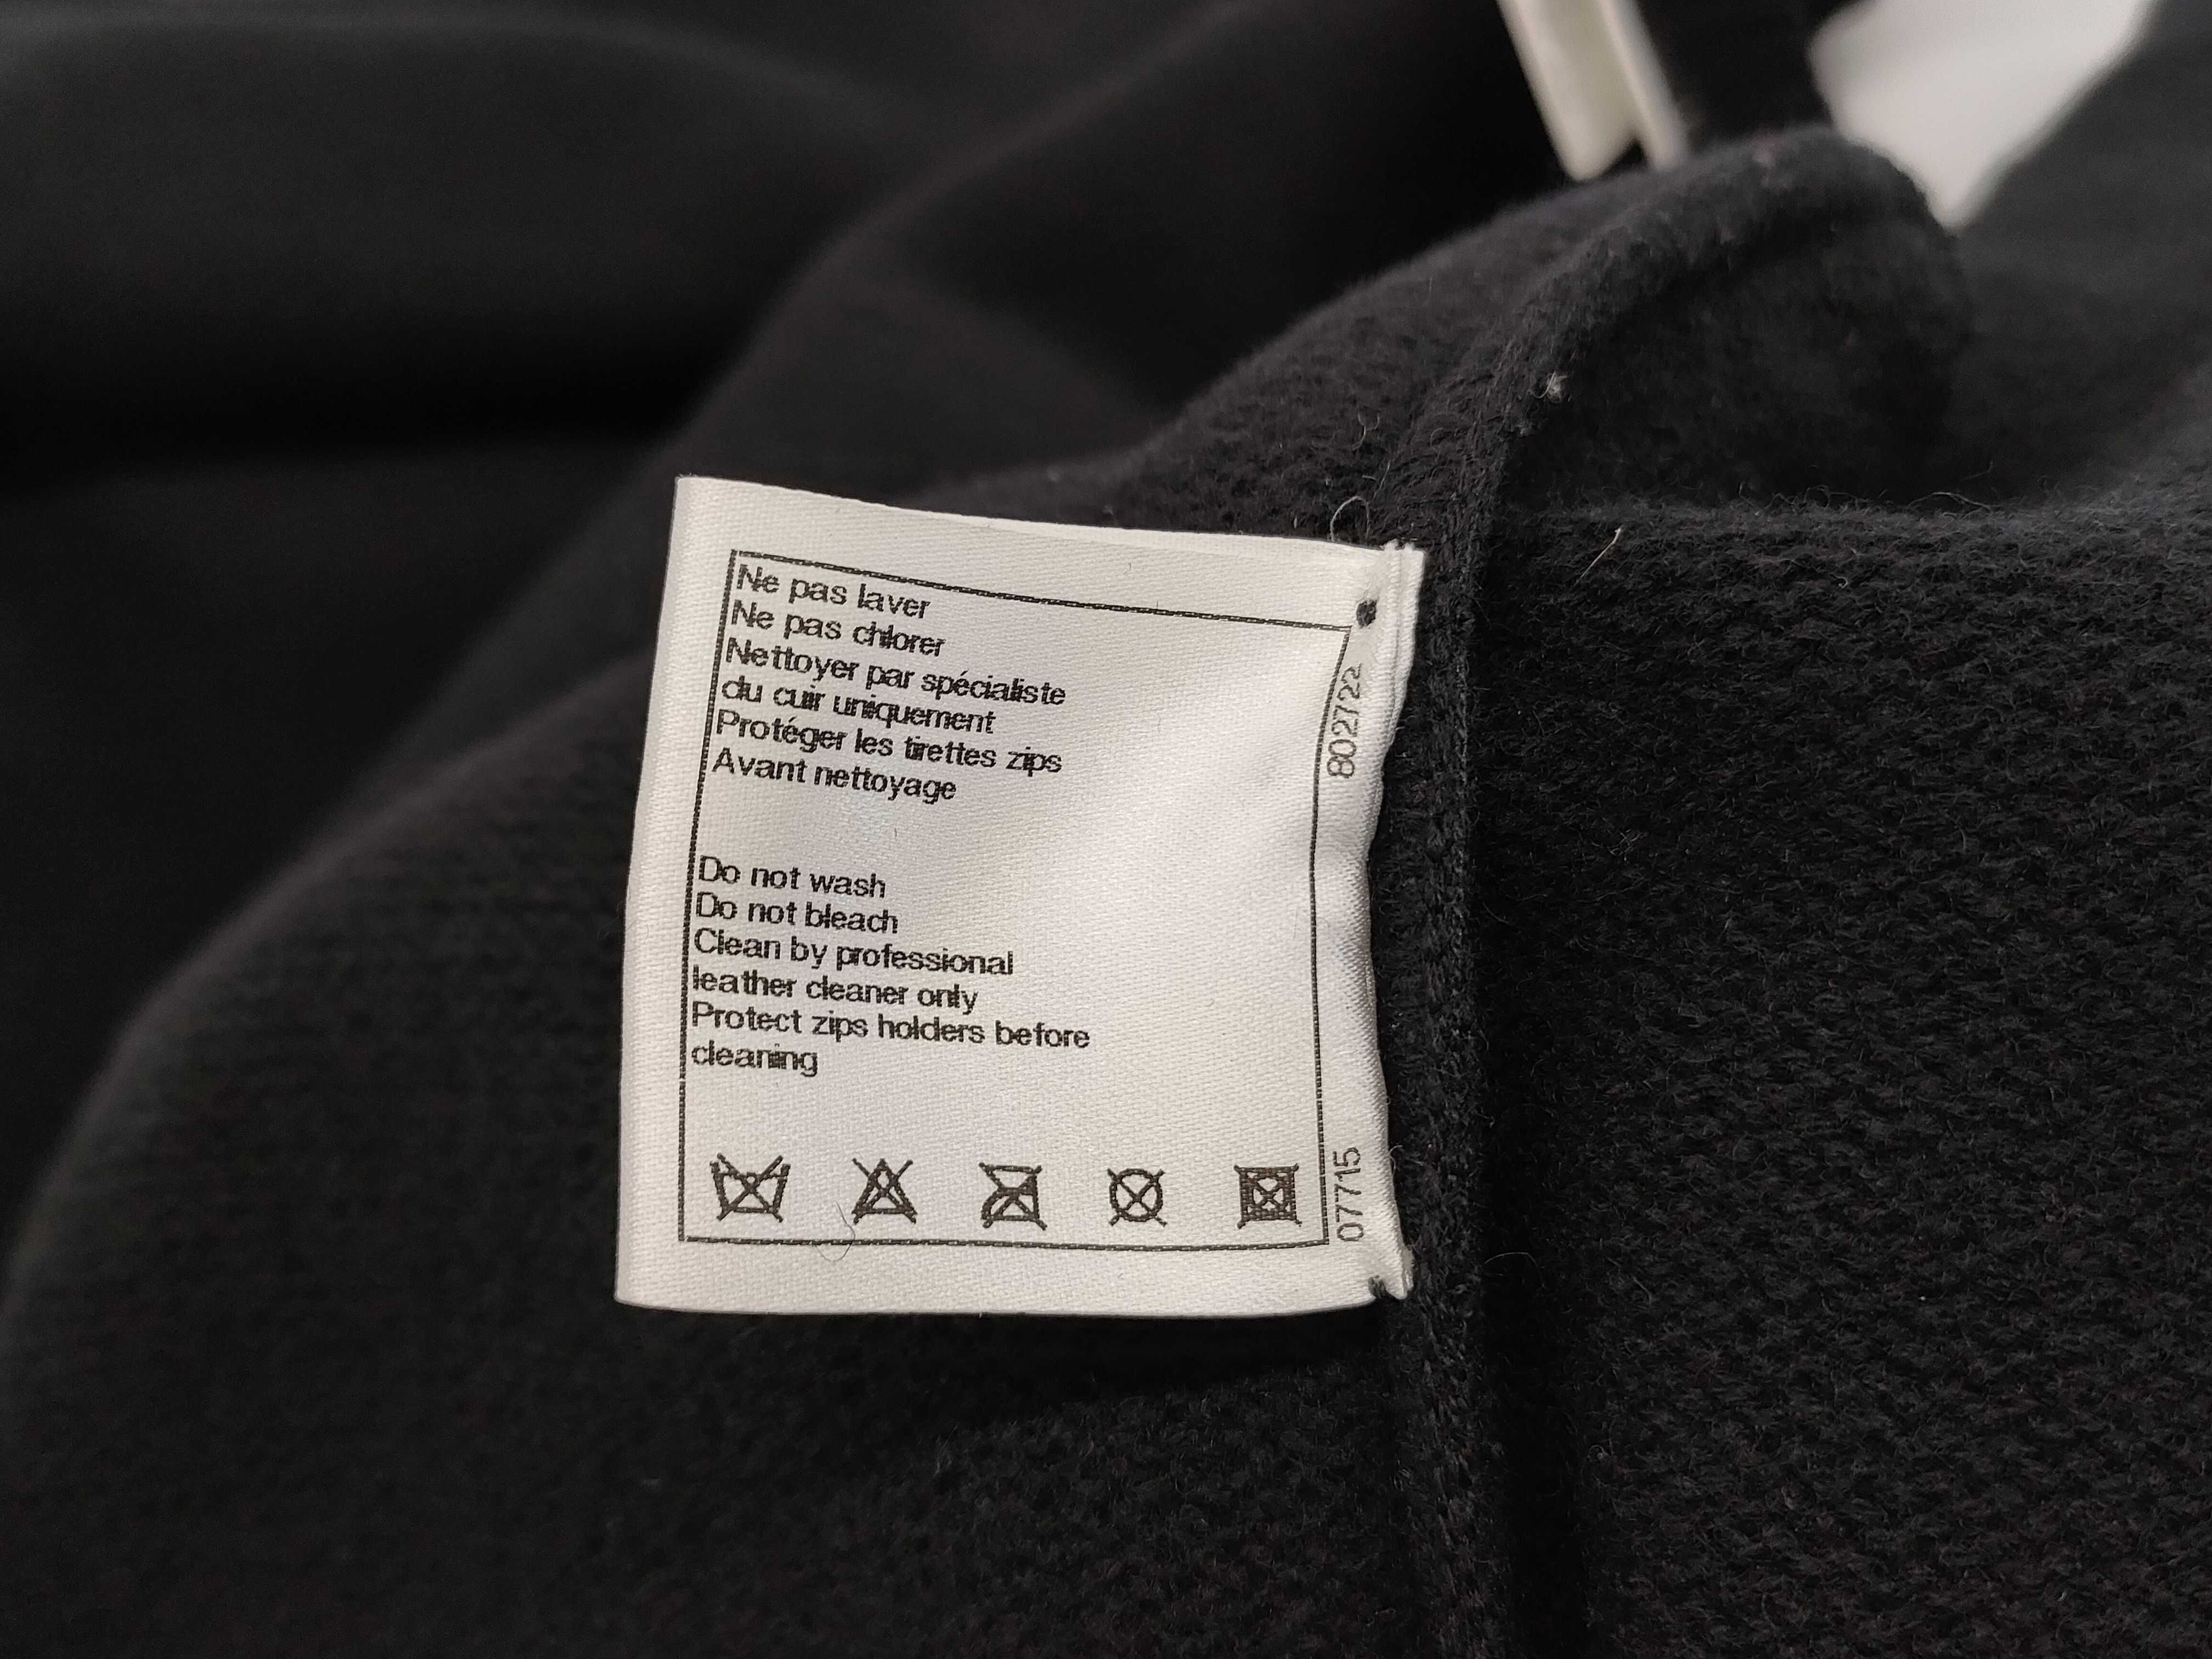 Ne pas laver
Ne pas chlorer
Nettoyer par spécialiste
du cuir uniquement
Protéger les tirettes zips
Avant nettoyage
Do not wash
Do not bleach
Clean by professional
leather cleaner only
Protect zips holders before
cleaning
802722
07715